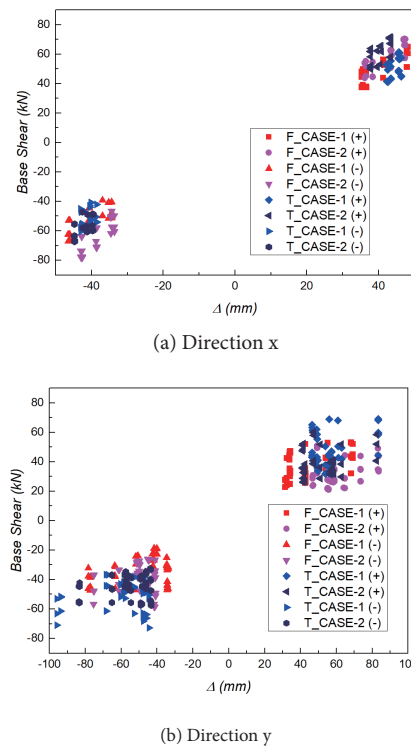 80
60
40
20
0
-20
-40
-60
-80
Base Shear (kN)
F_CASE-1 (+)
F_CASE-2 (+)
F_CASE-1 (-)
F_CASE-2 (-)
T_CASE-1 (+)
T_CASE-2 (+)
T_CASE-1 (-)
T_CASE-2 (-)
-40 -20 0 20 40
Δ (mm)
(a) Direction x
80
60
40
20
0
-20
-40
-60
-80
Base Shear (kN)
F_CASE-1 (+)
F_CASE-2 (+)
F_CASE-1 (-)
F_CASE-2 (-)
T_CASE-1 (+)
T_CASE-2 (+)
T_CASE-1 (-)
T_CASE-2 (-)
-100 -80 -60 -40 -20 0 20 40 60 80
Δ (mm)
(b) Direction y